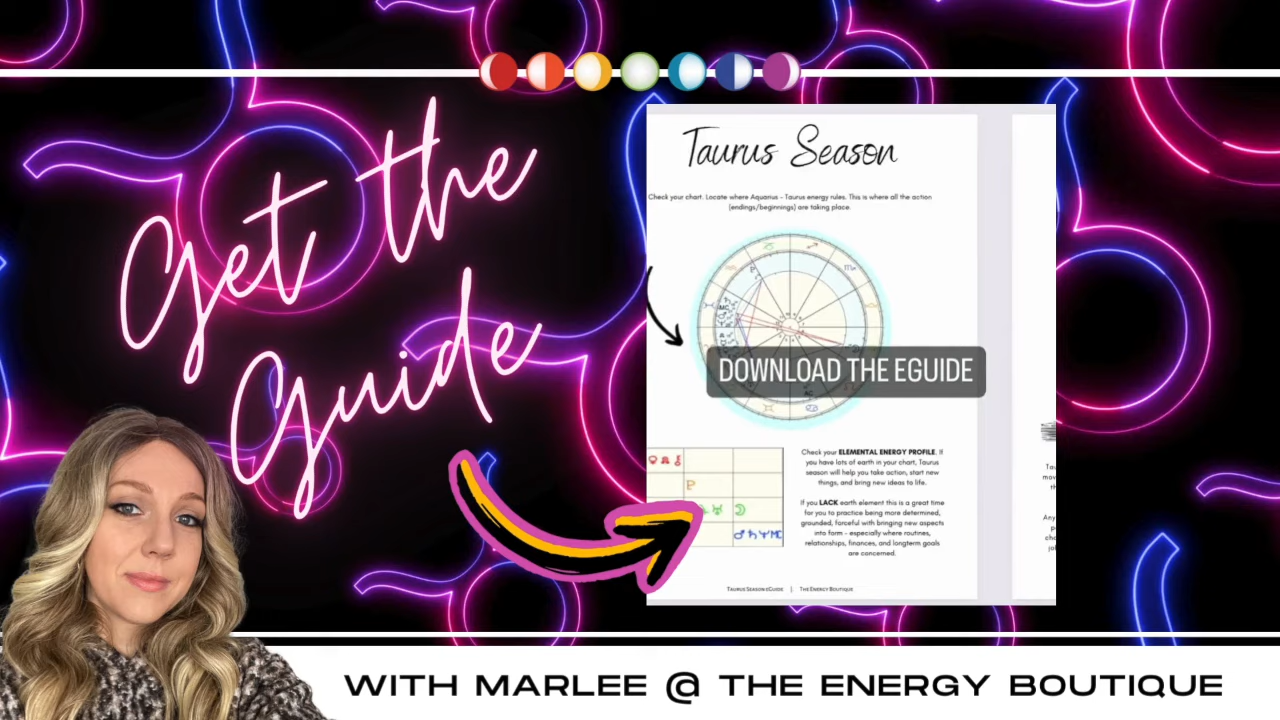 Get the
Guide
Taurus Season
Check your chart. Locate where Aquarius - Taurus energy rules. This is where all the action
(endings/beginnings) are taking place.
MC
DOWNLOAD THE EGUIDE
AC
Check your ELEMENTAL ENERGY PROFILE. If
you have lots of earth in your chart, Taurus
season will help you take action, start new
things, and bring new ideas to life.
If you LACK earth element this is a great time
for you to practice being more determined,
grounded, forceful with bringing new aspects
into form - especially where routines,
relationships, finances, and longterm goals
are concerned.
MC
TAURUS SEASON EGUIDE | THE ENERGY BOUTIQUE
WITH MARLEE @ THE ENERGY BOUTIQUE